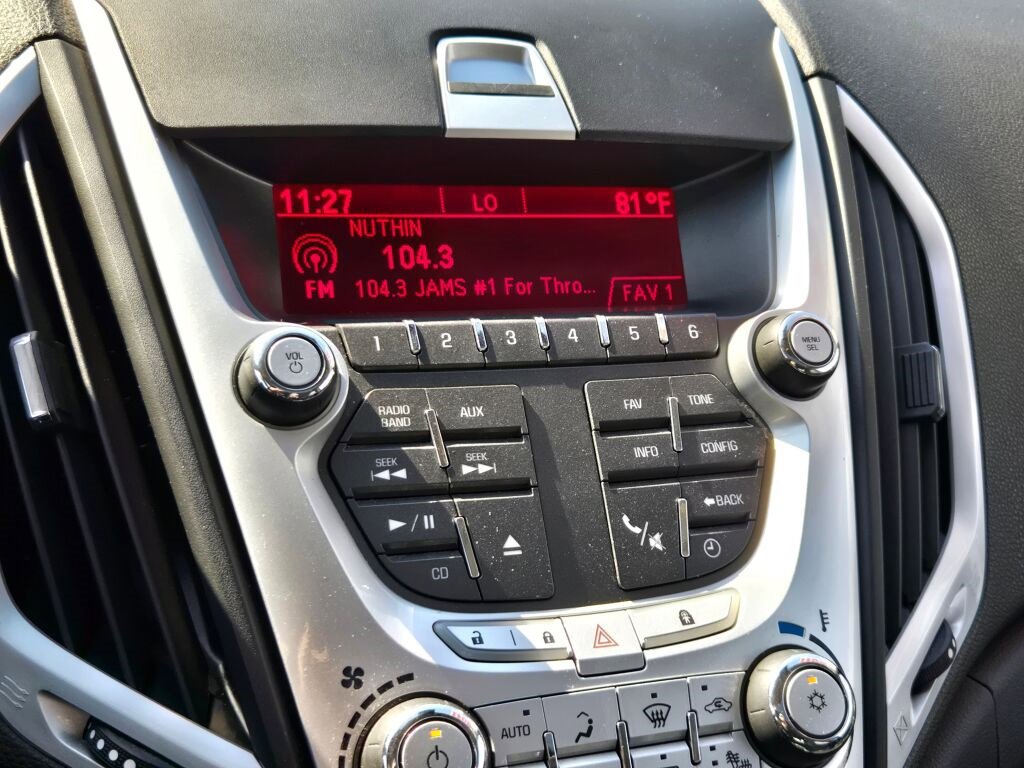 11:27 LO 81°F
NUTHIN
104.3
FM 104.3 JAMS #1 For Thro... FAV 1
VOL
1 2 3 4 5 6
MENU
SEL
RADIO
BAND
AUX
FAV
TONE
SEEK
SEEK
INFO
CONFIG
BACK
CD
AUTO